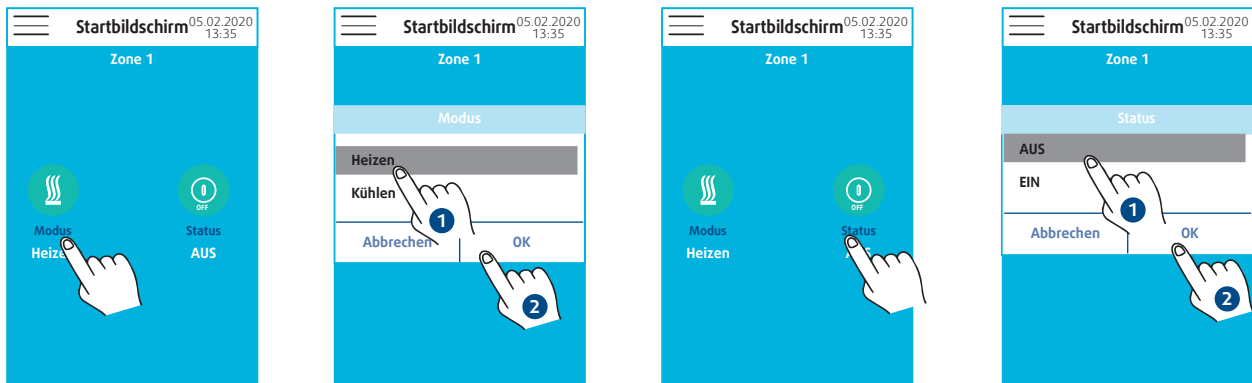 Startbildschirm 05.02.2020
13:35
Zone 1
OFF
Modus Status
Heizen AUS
Startbildschirm 05.02.2020
13:35
Zone 1
Modus
Heizen
Kühlen
1
Abbrechen OK
2
Startbildschirm 05.02.2020
13:35
Zone 1
OFF
Modus Status
Heizen AUS
Startbildschirm 05.02.2020
13:35
Zone 1
Status
AUS
EIN
1
Abbrechen OK
2